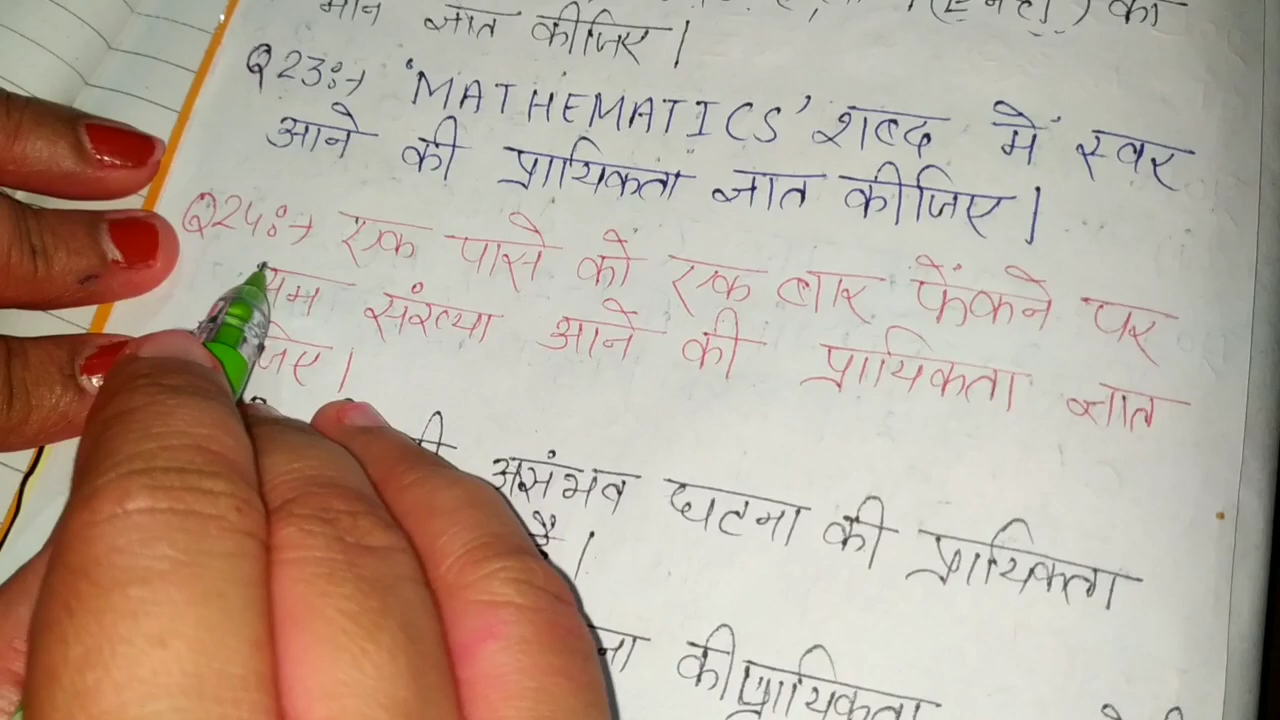 मान ज्ञात कीजिए।
Q23:→ 'MATHEMATICS' शब्द में स्वर
आने की प्रायिकता ज्ञात कीजिए।
Q24:→ एक पासे को एक बार फेंकने पर
सम संख्या आने की प्रायिकता ज्ञात
जिए।
असंभव घटना की प्रायिकता
है।
की प्रायिकता